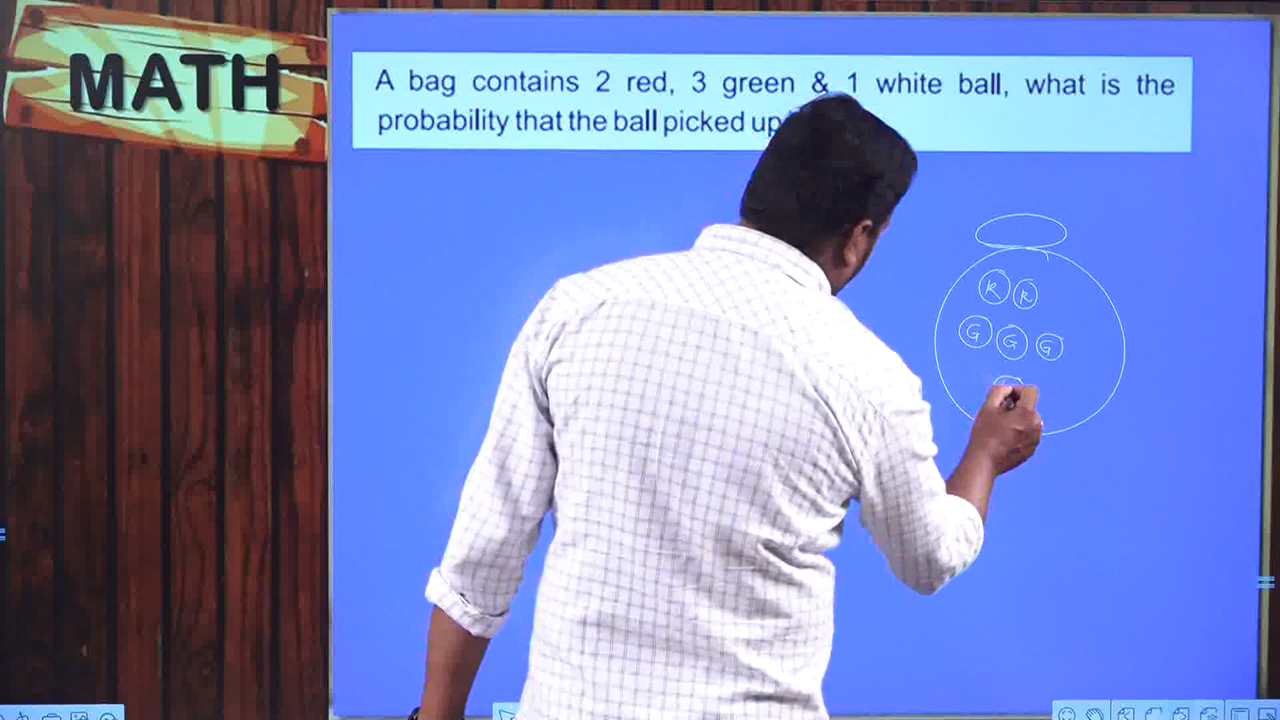 MATH
A bag contains 2 red, 3 green & 1 white ball, what is the
probability that the ball picked up
R R
G G G